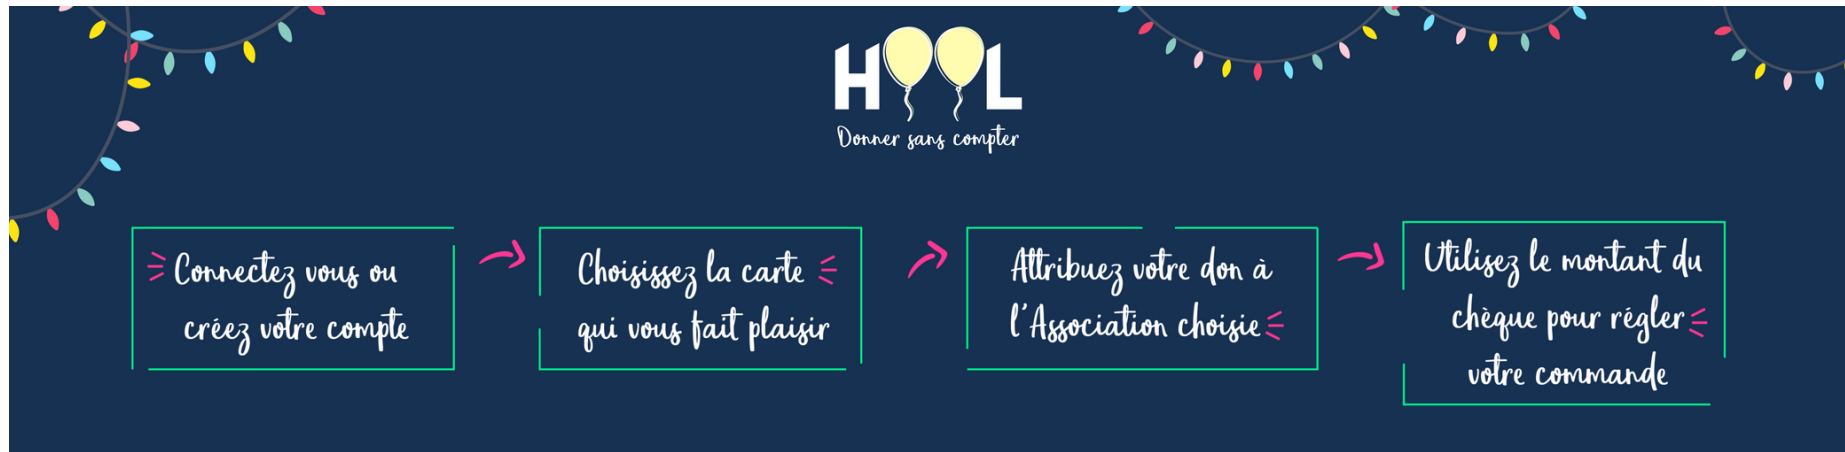 HOOL
Donner sans compter
Connectez vous ou
créez votre compte
Choisissez la carte
qui vous fait plaisir
Attribuez votre don à
l'Association choisie
Utilisez le montant du
chèque pour régler
votre commande